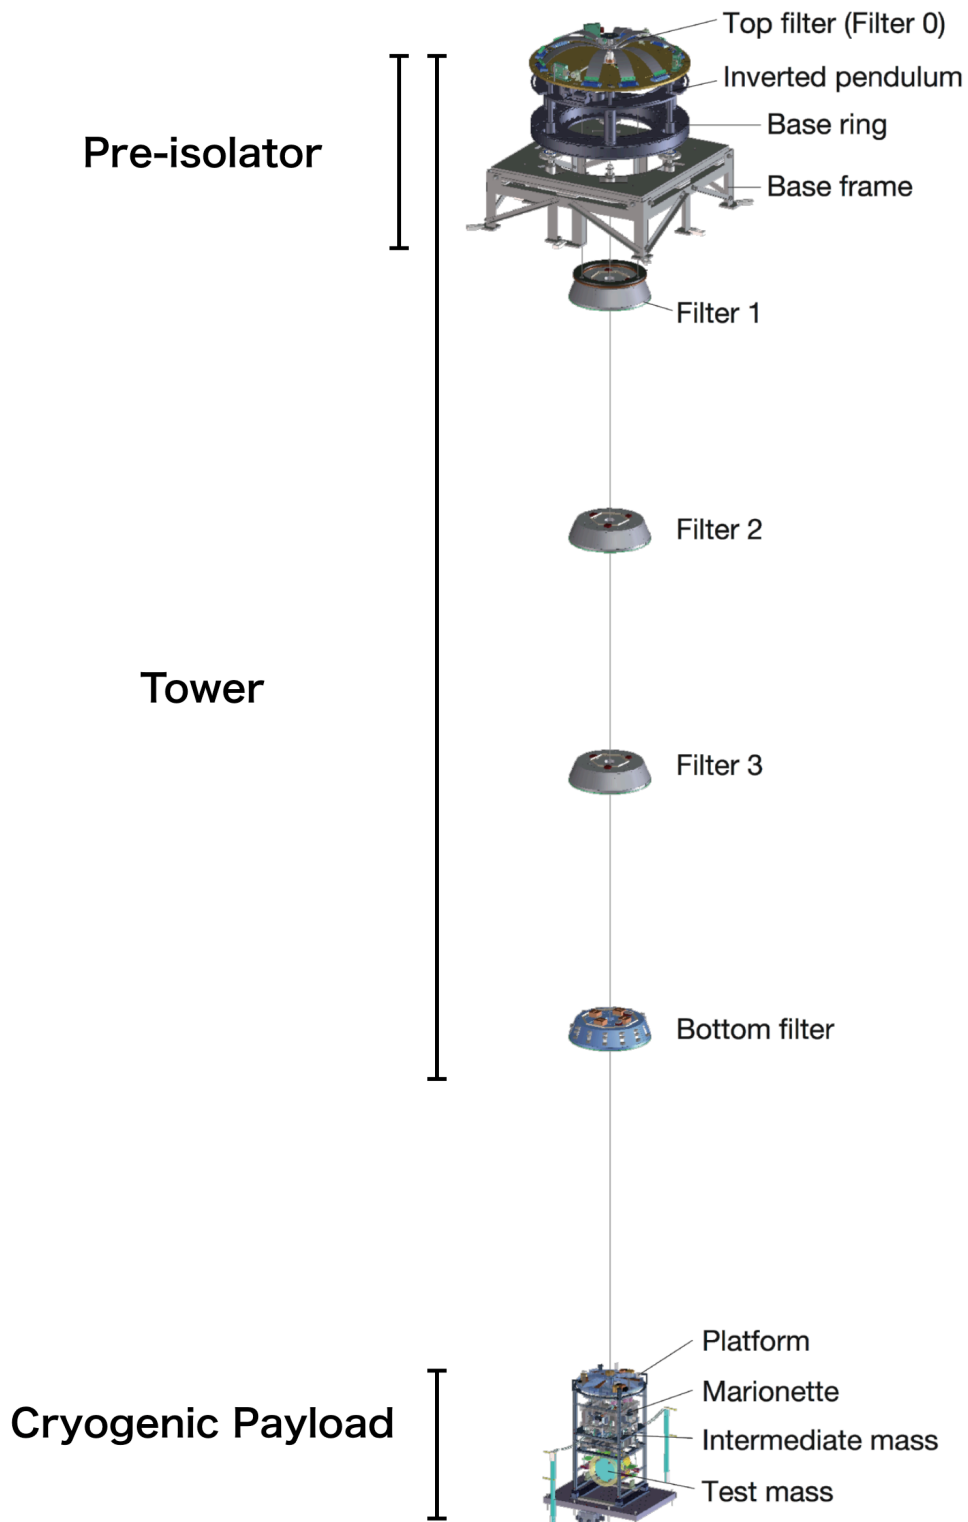 Top filter (Filter 0)
Inverted pendulum
Pre-isolator
Base ring
Base frame
Filter 1
Filter 2
Tower
Filter 3
Bottom filter
Platform
Marionette
Cryogenic Payload
Intermediate mass
Test mass